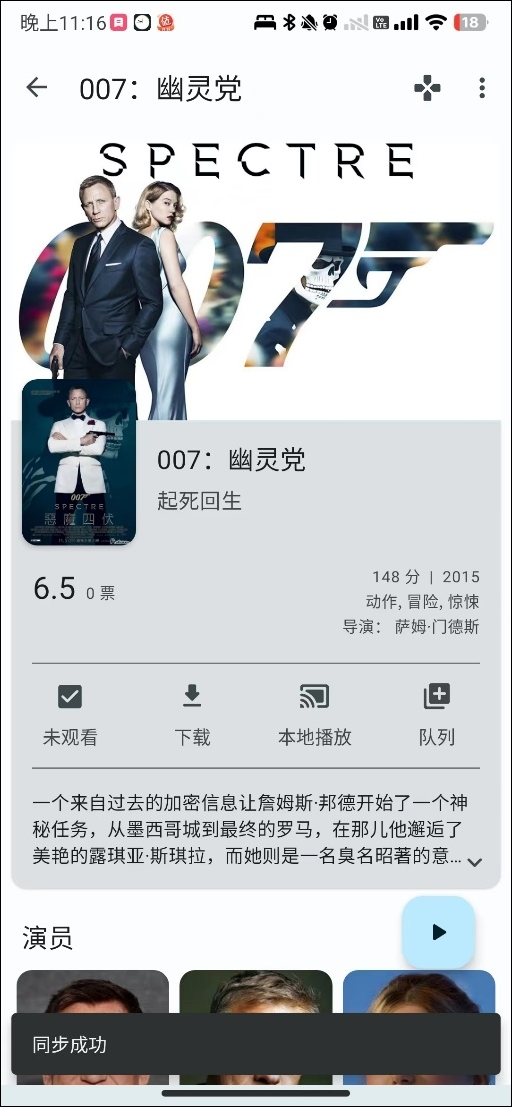 晚上11:16
18
007：幽灵党
SPECTRE
007
007
SPECTRE
惡魔四伏
007：幽灵党
起死回生
6.5 0 票
148 分 | 2015
动作, 冒险, 惊悚
导演： 萨姆·门德斯
未观看 下载 本地播放 队列
一个来自过去的加密信息让詹姆斯·邦德开始了一个神
秘任务，从墨西哥城到最终的罗马，在那儿他邂逅了
美艳的露琪亚·斯琪拉，而她则是一名臭名昭著的意...
演员
同步成功